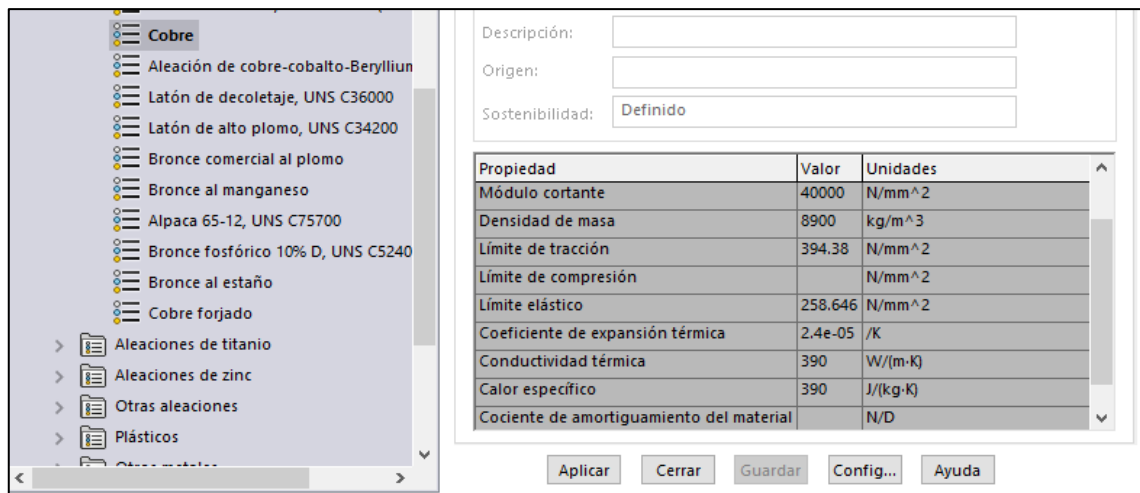 Cobre
Aleación de cobre-cobalto-Beryllium
Latón de decoletaje, UNS C36000
Latón de alto plomo, UNS C34200
Bronce comercial al plomo
Bronce al manganeso
Alpaca 65-12, UNS C75700
Bronce fosfórico 10% D, UNS C5240
Bronce al estaño
Cobre forjado
Aleaciones de titanio
Aleaciones de zinc
Otras aleaciones
Plásticos
Otros metales
Descripción:
Origen:
Sostenibilidad: Definido
Propiedad Valor Unidades
Módulo cortante 40000 N/mm^2
Densidad de masa 8900 kg/m^3
Límite de tracción 394.38 N/mm^2
Límite de compresión N/mm^2
Límite elástico 258.646 N/mm^2
Coeficiente de expansión térmica 2.4e-05 /K
Conductividad térmica 390 W/(m·K)
Calor específico 390 J/(kg·K)
Cociente de amortiguamiento del material N/D
Aplicar Cerrar Guardar Config... Ayuda